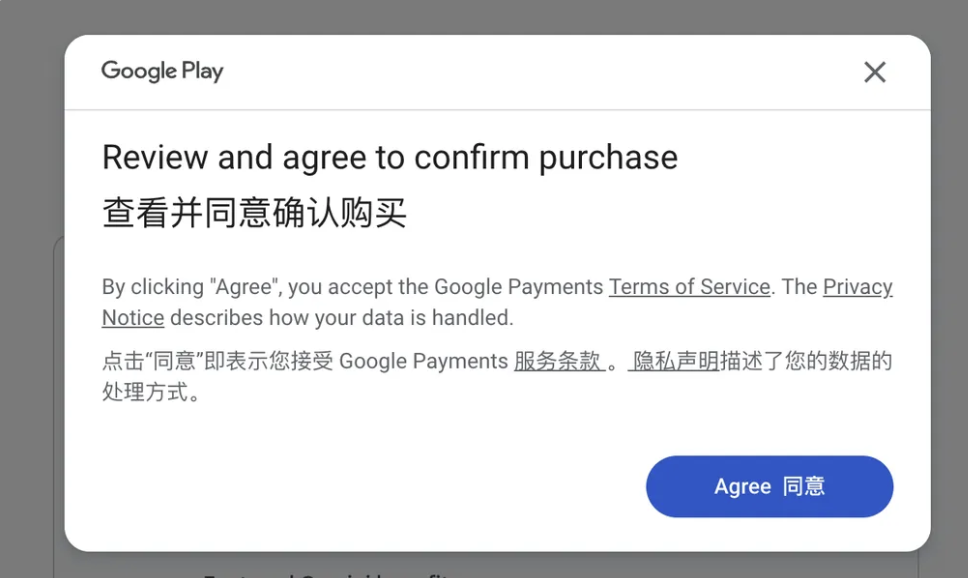 Google Play
Review and agree to confirm purchase
查看并同意确认购买
By clicking "Agree", you accept the Google Payments Terms of Service. The Privacy
Notice describes how your data is handled.
点击“同意”即表示您接受 Google Payments 服务条款 。 隐私声明描述了您的数据的
处理方式。
Agree 同意